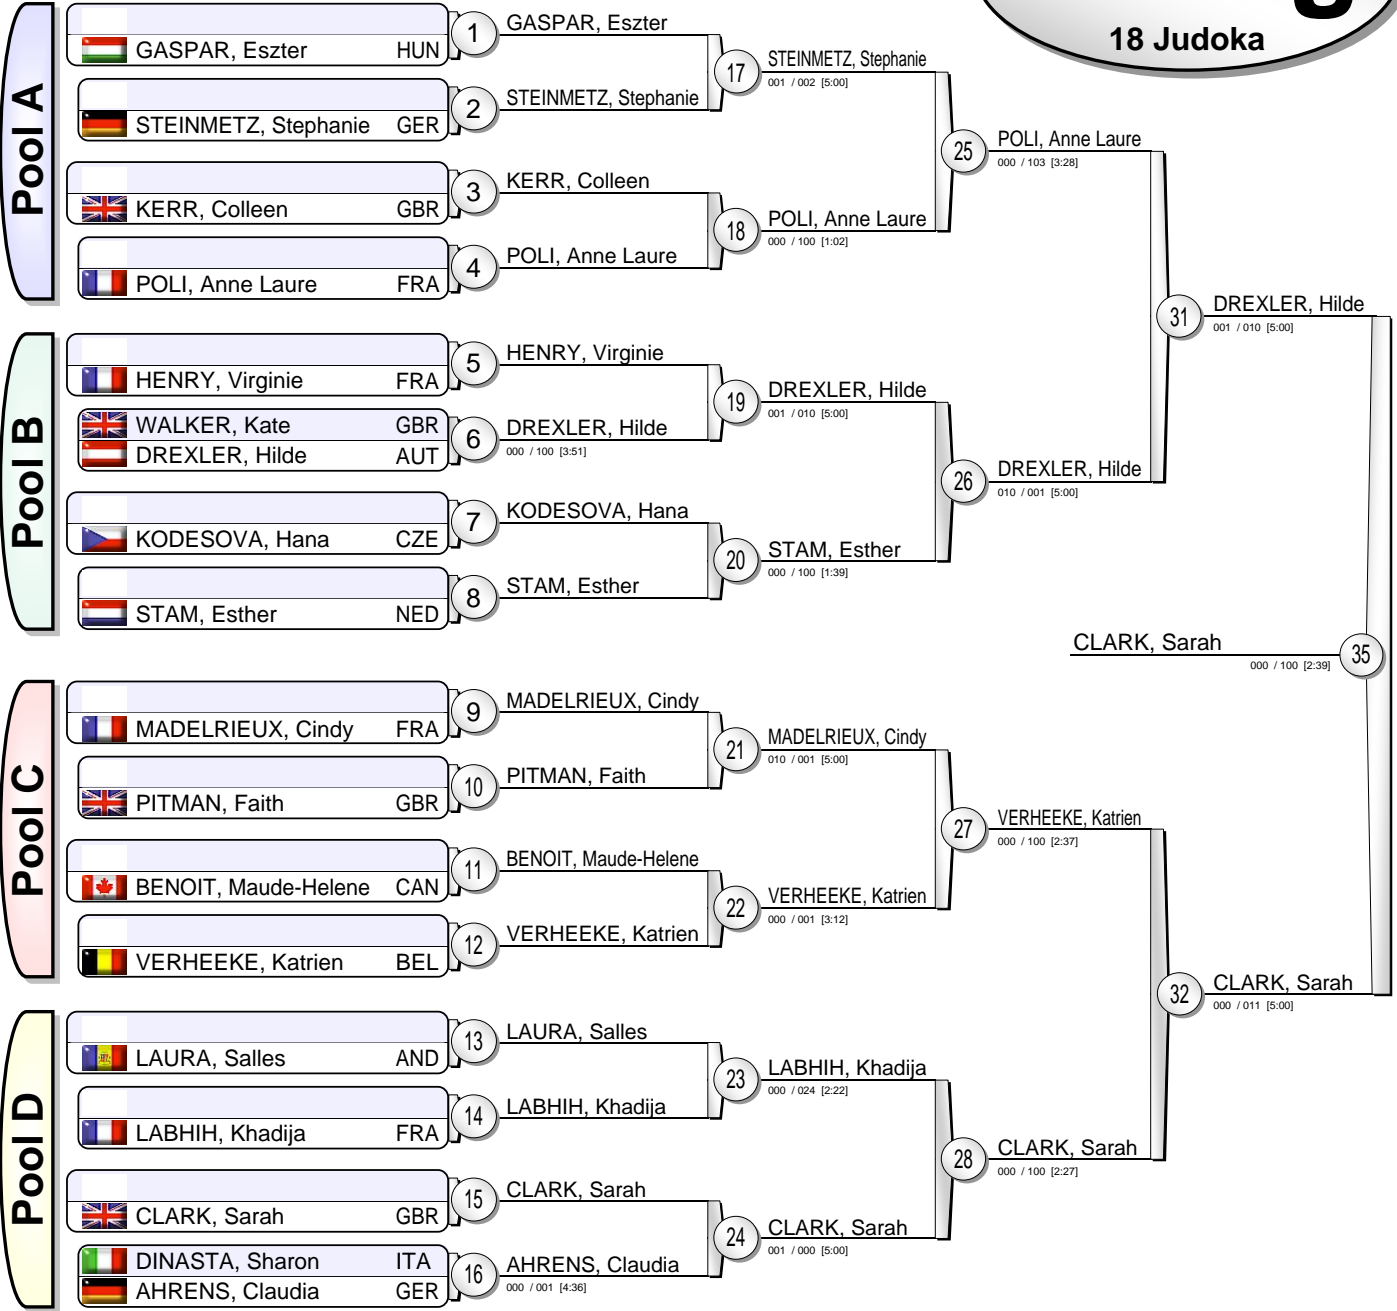 18 Judoka
Pool A
GASPAR, Eszter HUN
1
GASPAR, Eszter
STEINMETZ, Stephanie GER
2
STEINMETZ, Stephanie
17
STEINMETZ, Stephanie
001 / 002 [5:00]
KERR, Colleen GBR
3
KERR, Colleen
POLI, Anne Laure FRA
4
POLI, Anne Laure
18
POLI, Anne Laure
000 / 100 [1:02]
25
POLI, Anne Laure
000 / 103 [3:28]
Pool B
HENRY, Virginie FRA
5
HENRY, Virginie
WALKER, Kate GBR
DREXLER, Hilde AUT
6
DREXLER, Hilde
000 / 100 [3:51]
19
DREXLER, Hilde
001 / 010 [5:00]
KODESOVA, Hana CZE
7
KODESOVA, Hana
STAM, Esther NED
8
STAM, Esther
20
STAM, Esther
000 / 100 [1:39]
26
DREXLER, Hilde
010 / 001 [5:00]
31
DREXLER, Hilde
001 / 010 [5:00]
Pool C
MADELRIEUX, Cindy FRA
9
MADELRIEUX, Cindy
PITMAN, Faith GBR
10
PITMAN, Faith
21
MADELRIEUX, Cindy
010 / 001 [5:00]
BENOIT, Maude-Helene CAN
11
BENOIT, Maude-Helene
VERHEEKE, Katrien BEL
12
VERHEEKE, Katrien
22
VERHEEKE, Katrien
000 / 001 [3:12]
27
VERHEEKE, Katrien
000 / 100 [2:37]
Pool D
LAURA, Salles AND
13
LAURA, Salles
LABHIH, Khadija FRA
14
LABHIH, Khadija
23
LABHIH, Khadija
000 / 024 [2:22]
CLARK, Sarah GBR
15
CLARK, Sarah
DINASTA, Sharon ITA
AHRENS, Claudia GER
16
AHRENS, Claudia
000 / 001 [4:36]
24
CLARK, Sarah
001 / 000 [5:00]
28
CLARK, Sarah
000 / 100 [2:27]
32
CLARK, Sarah
000 / 011 [5:00]
CLARK, Sarah
000 / 100 [2:39]
35